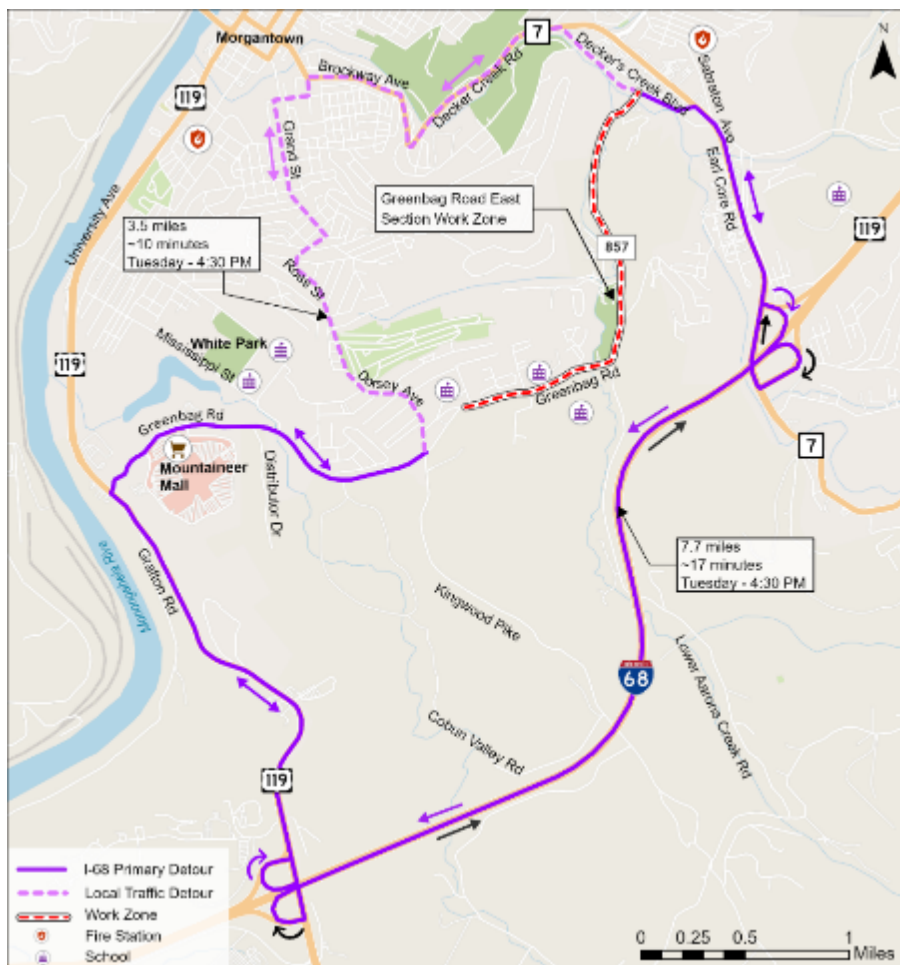 Morgantown
7
N
Decker's Creek Blvd
Sabraton Ave
119
Brockway Ave
Decker Creek Rd
Grand St
Earl Core Rd
University Ave
Greenbag Road East
Section Work Zone
3.5 miles
~10 minutes
Tuesday - 4:30 PM
857
119
Ross St
White Park
Mississippi St
119
Dorsey Ave
Greenbag Rd
Greenbag Rd
7
Mountaineer
Mall
Distributor Dr
7.7 miles
~17 minutes
Tuesday - 4:30 PM
Monongahela River
Grafton Rd
Kingwood Pike
68
Lower Aarons Creek Rd
Cobun Valley Rd
119
I-68 Primary Detour
Local Traffic Detour
Work Zone
Fire Station
School
0 0.25 0.5 1
Miles